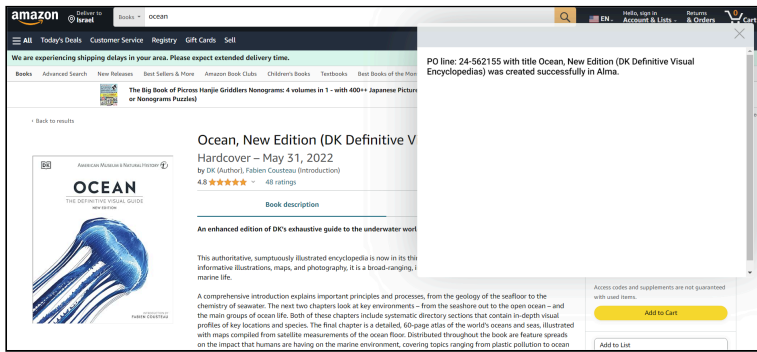 amazon
Deliver to
Israel
Books
ocean
EN
Hello, sign in
Account & Lists
Returns
& Orders
0
Cart
All
Today's Deals
Customer Service
Registry
Gift Cards
Sell
We are experiencing shipping delays in your area. Please expect extended delivery time.
Books
Advanced Search
New Releases
Best Sellers & More
Amazon Book Clubs
Children's Books
Textbooks
Best Books of the Mon
The Big Book of Picross Hanjie Griddlers Nonograms: 4 volumes in 1 - with 400++ Japanese Picture
or Nonograms Puzzles)
‹ Back to results
PO line: 24-562155 with title Ocean, New Edition (DK Definitive Visual
Encyclopedias) was created successfully in Alma.
DK
American Museum & Natural History
OCEAN
THE DEFINITIVE VISUAL GUIDE
NEW EDITION
INTRODUCTION BY
FABIEN COUSTEAU
Ocean, New Edition (DK Definitive V
Hardcover – May 31, 2022
by DK (Author), Fabien Cousteau (Introduction)
4.8
48 ratings
Book description
An enhanced edition of DK's exhaustive guide to the underwater worl
This authoritative, sumptuously illustrated encyclopedia is now in its thi
informative illustrations, maps, and photography, it is a broad-ranging, i
marine life.
A comprehensive introduction explains important principles and processes, from the geology of the seafloor to the
chemistry of seawater. The next two chapters look at key environments – from the seashore out to the open ocean – and
the main groups of ocean life. Both of these chapters include systematic directory sections that contain in-depth visual
profiles of key locations and species. The final chapter is a detailed, 60-page atlas of the world's oceans and seas, illustrated
with maps compiled from satellite measurements of the ocean floor. Distributed throughout the book are feature spreads
on the impact that humans are having on the marine environment, covering topics ranging from plastic pollution to ocean
Access codes and supplements are not guaranteed
with used items.
Add to Cart
Add to List